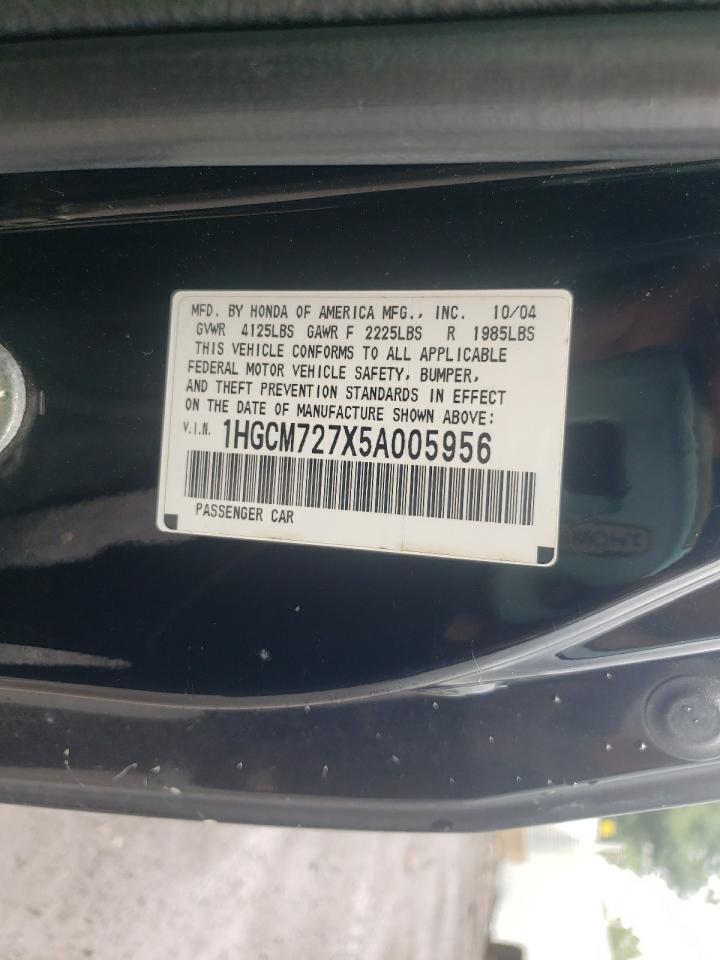 MFD. BY HONDA OF AMERICA MFG., INC. 10/04
GVWR 4125LBS GAWR F 2225LBS R 1985LBS
THIS VEHICLE CONFORMS TO ALL APPLICABLE
FEDERAL MOTOR VEHICLE SAFETY, BUMPER,
AND THEFT PREVENTION STANDARDS IN EFFECT
ON THE DATE OF MANUFACTURE SHOWN ABOVE:
V.I.N. 1HGCM727X5A005956
PASSENGER CAR